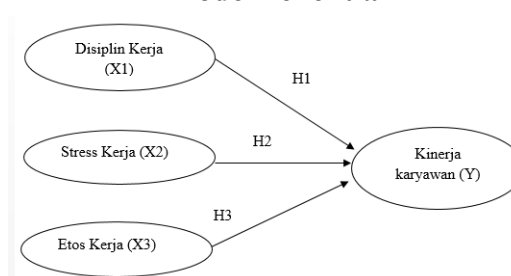 Disiplin Kerja
(X1)
H1
Stress Kerja (X2)
H2
Kinerja
karyawan (Y)
H3
Etos Kerja (X3)